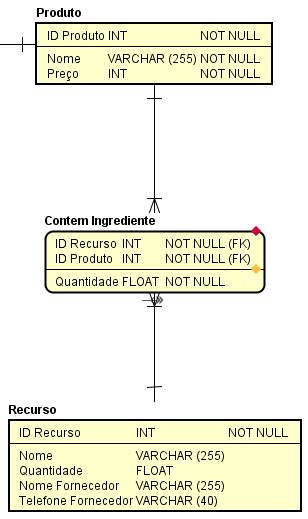 Produto
ID Produto INT NOT NULL
Nome VARCHAR (255) NOT NULL
Preço INT NOT NULL
Contem Ingrediente
ID Recurso INT NOT NULL (FK)
ID Produto INT NOT NULL (FK)
Quantidade FLOAT NOT NULL
Recurso
ID Recurso INT NOT NULL
Nome VARCHAR (255)
Quantidade FLOAT
Nome Fornecedor VARCHAR (255)
Telefone Fornecedor VARCHAR (40)